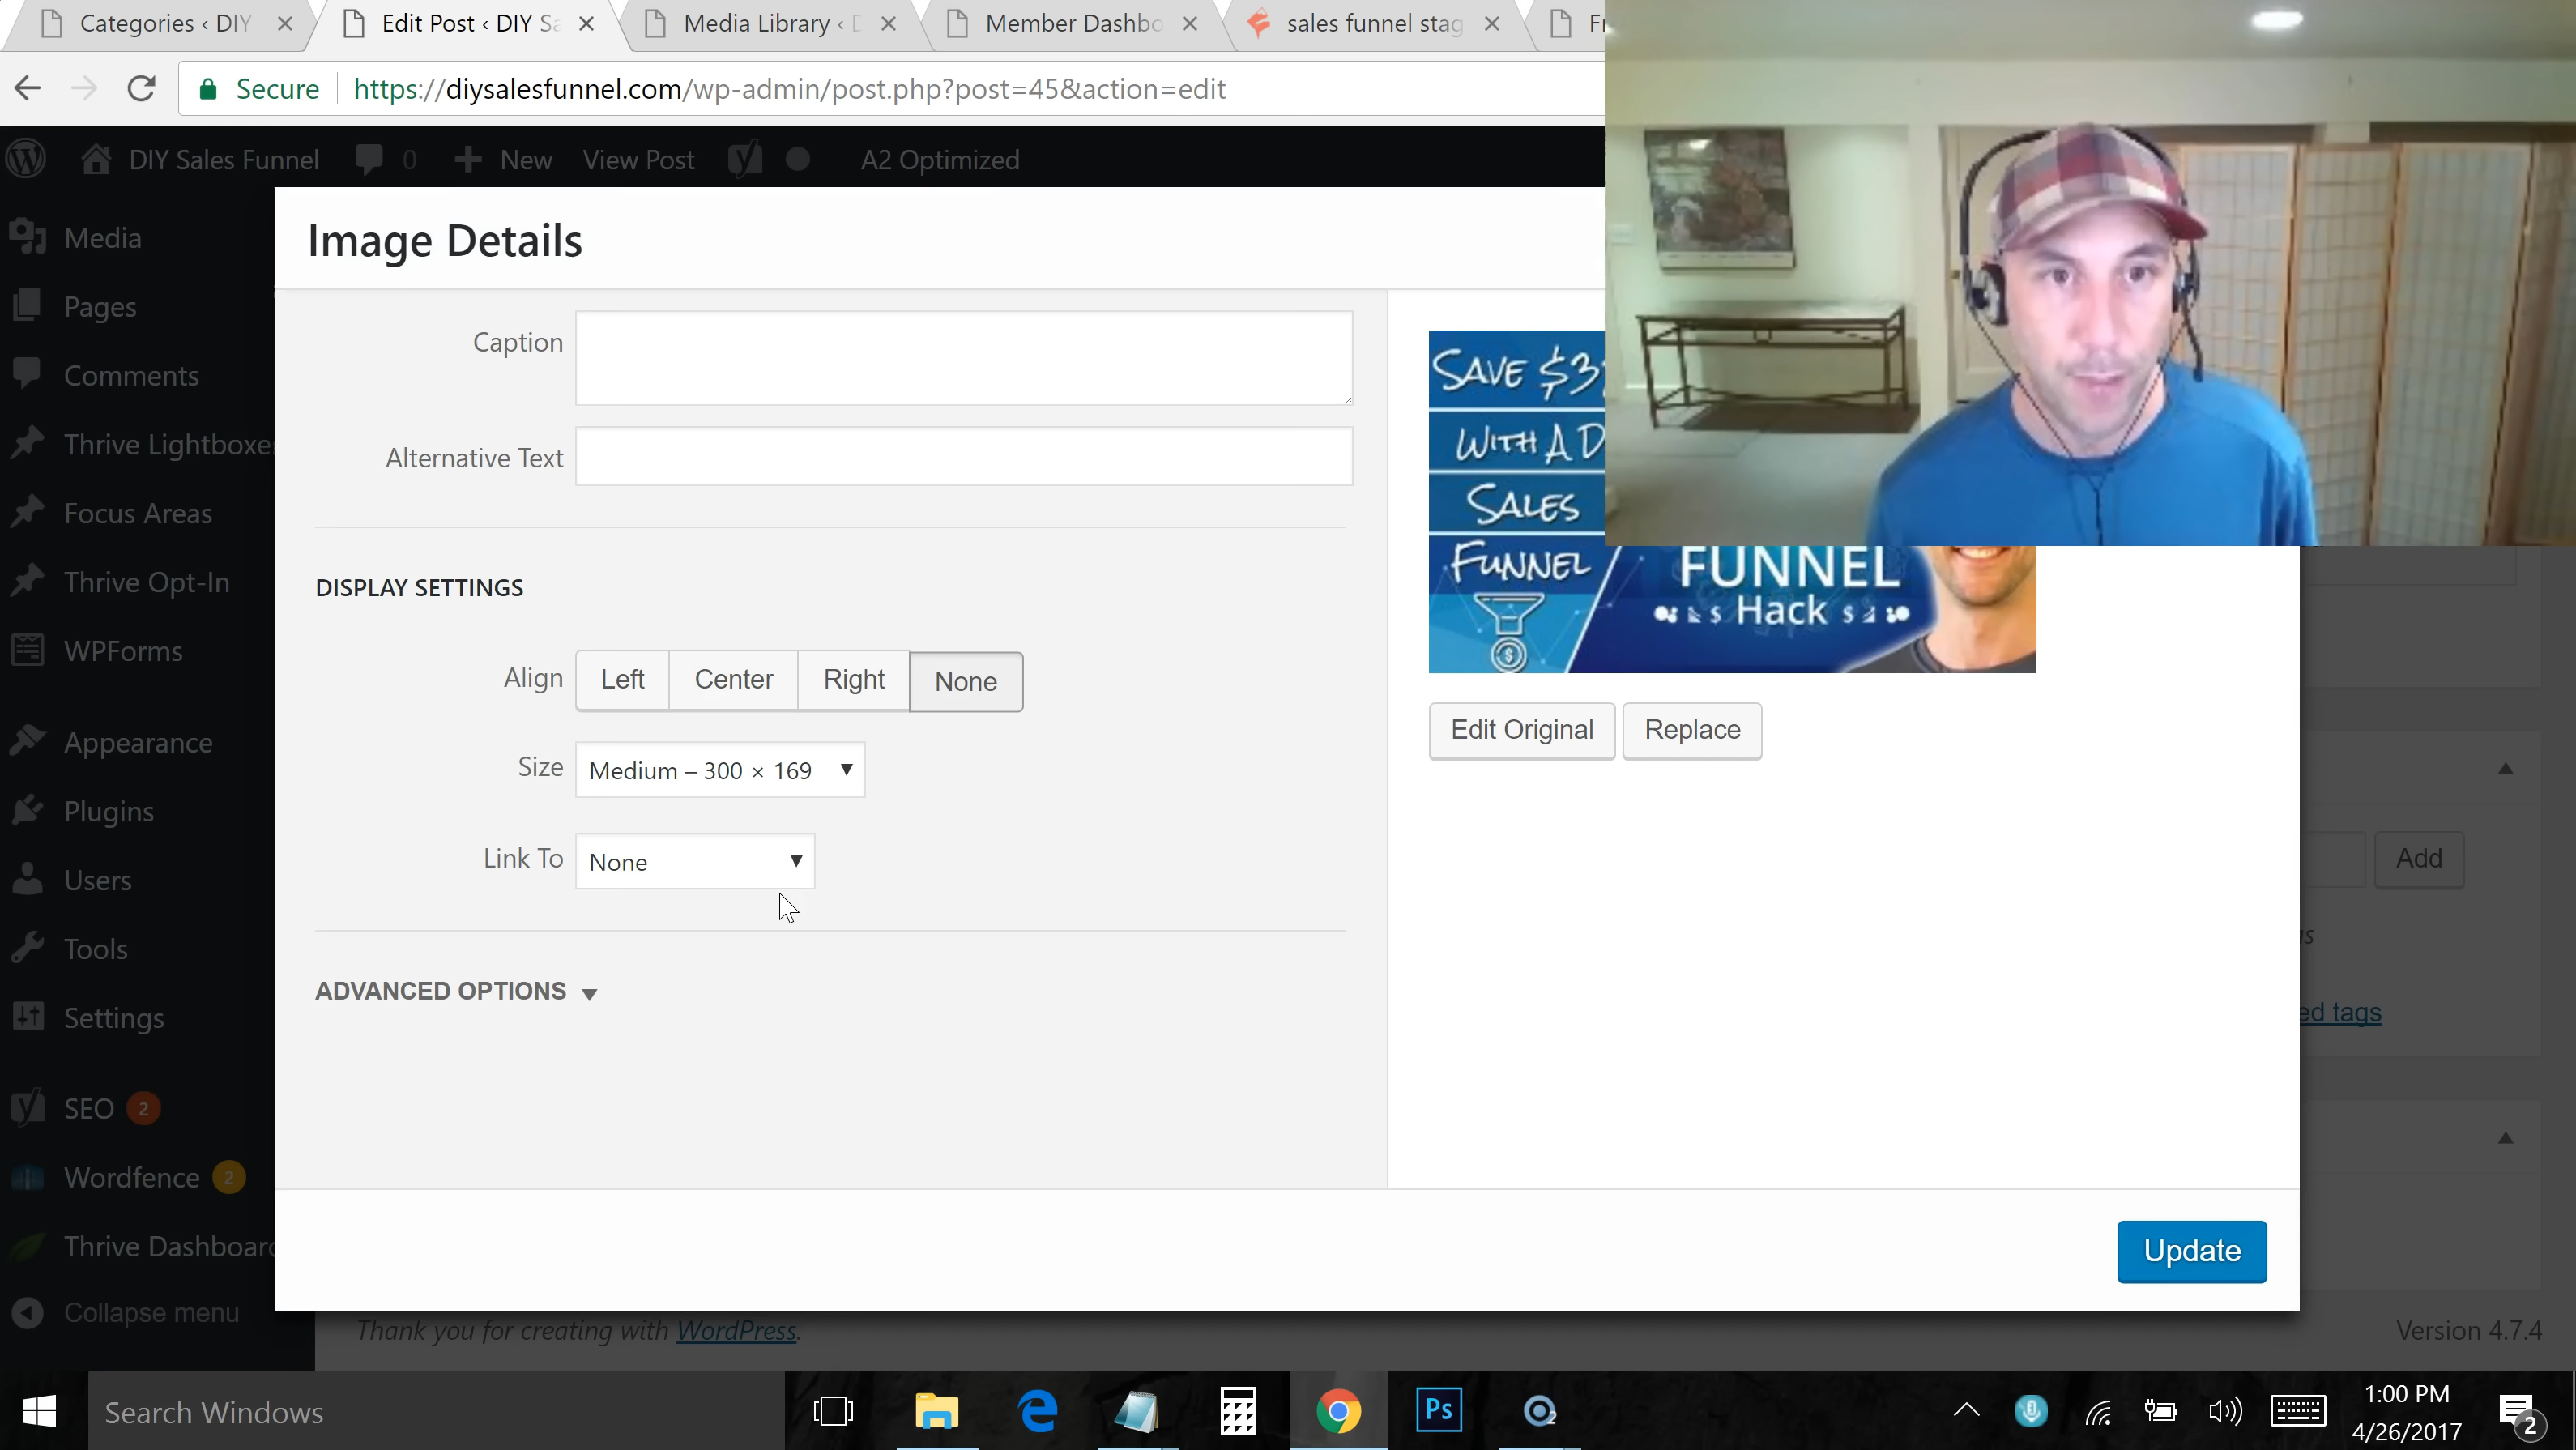 Categories ‹ DIY
Edit Post ‹ DIY Sa
Media Library ‹ D
Member Dashbo
sales funnel stag
Secure
https://diysalesfunnel.com/wp-admin/post.php?post=45&action=edit
DIY Sales Funnel
0
New
View Post
A2 Optimized
Media
Pages
Comments
Thrive Lightboxe
Focus Areas
Thrive Opt-In
WPForms
Appearance
Plugins
Users
Tools
Settings
SEO 2
Wordfence 2
Thrive Dashboard
Collapse menu
Image Details
Caption
Alternative Text
DISPLAY SETTINGS
Align
Left
Center
Right
None
Size
Medium – 300 × 169
Link To
None
ADVANCED OPTIONS
SAVE $3
WITH A D
SALES
FUNNEL
FUNNEL
Hack
Edit Original
Replace
Add
ed tags
Update
Thank you for creating with WordPress.
Version 4.7.4
Search Windows
Ps
1:00 PM
4/26/2017
2